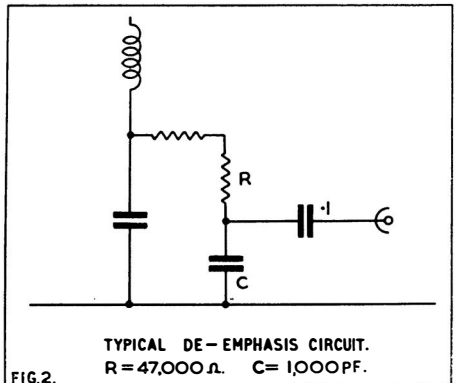 R
·1
C
TYPICAL DE-EMPHASIS CIRCUIT.
R = 47,000 Ω. C = 1,000 PF.
FIG.2.